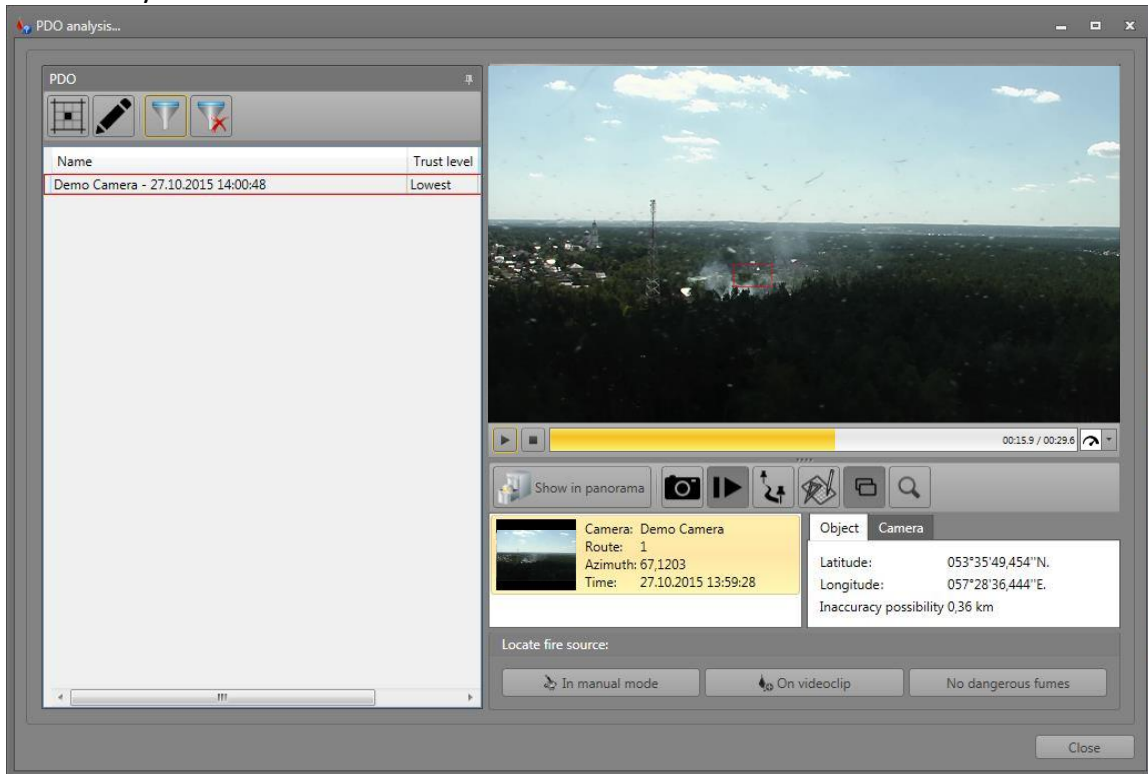 PDO analysis...
PDO
Name Trust level
Demo Camera - 27.10.2015 14:00:48 Lowest
00:15.9 / 00:29.6
Show in panorama
Camera: Demo Camera
Route: 1
Azimuth: 67,1203
Time: 27.10.2015 13:59:28
Object Camera
Latitude: 053°35'49,454''N.
Longitude: 057°28'36,444''E.
Inaccuracy possibility 0,36 km
Locate fire source:
In manual mode On videoclip No dangerous fumes
Close